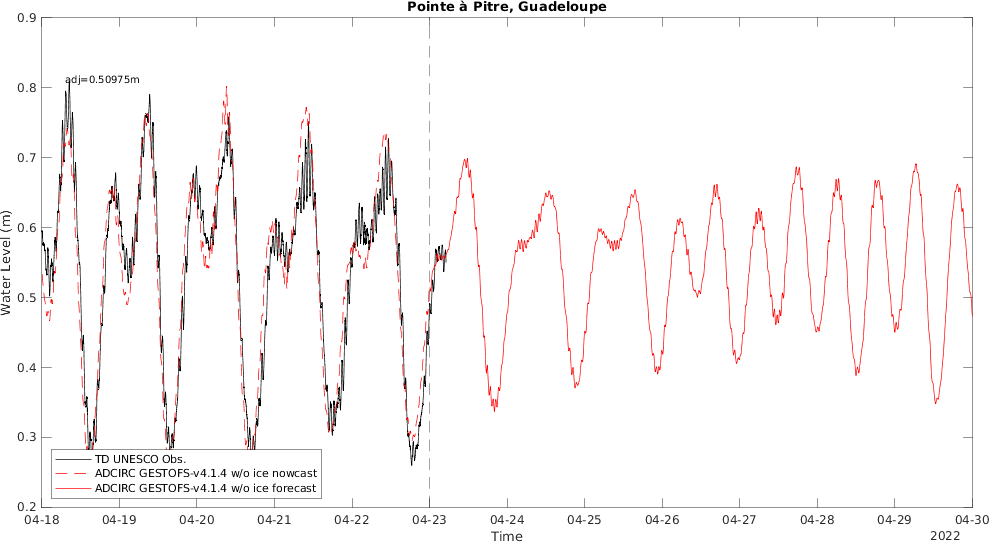 Pointe à Pitre, Guadeloupe
0.9
0.8
0.7
0.6
0.5
0.4
0.3
0.2
Water Level (m)
adj=0.50975m
TD UNESCO Obs.
ADCIRC GESTOFS-v4.1.4 w/o ice nowcast
ADCIRC GESTOFS-v4.1.4 w/o ice forecast
04-18 04-19 04-20 04-21 04-22 04-23 04-24 04-25 04-26 04-27 04-28 04-29 04-30
Time
2022